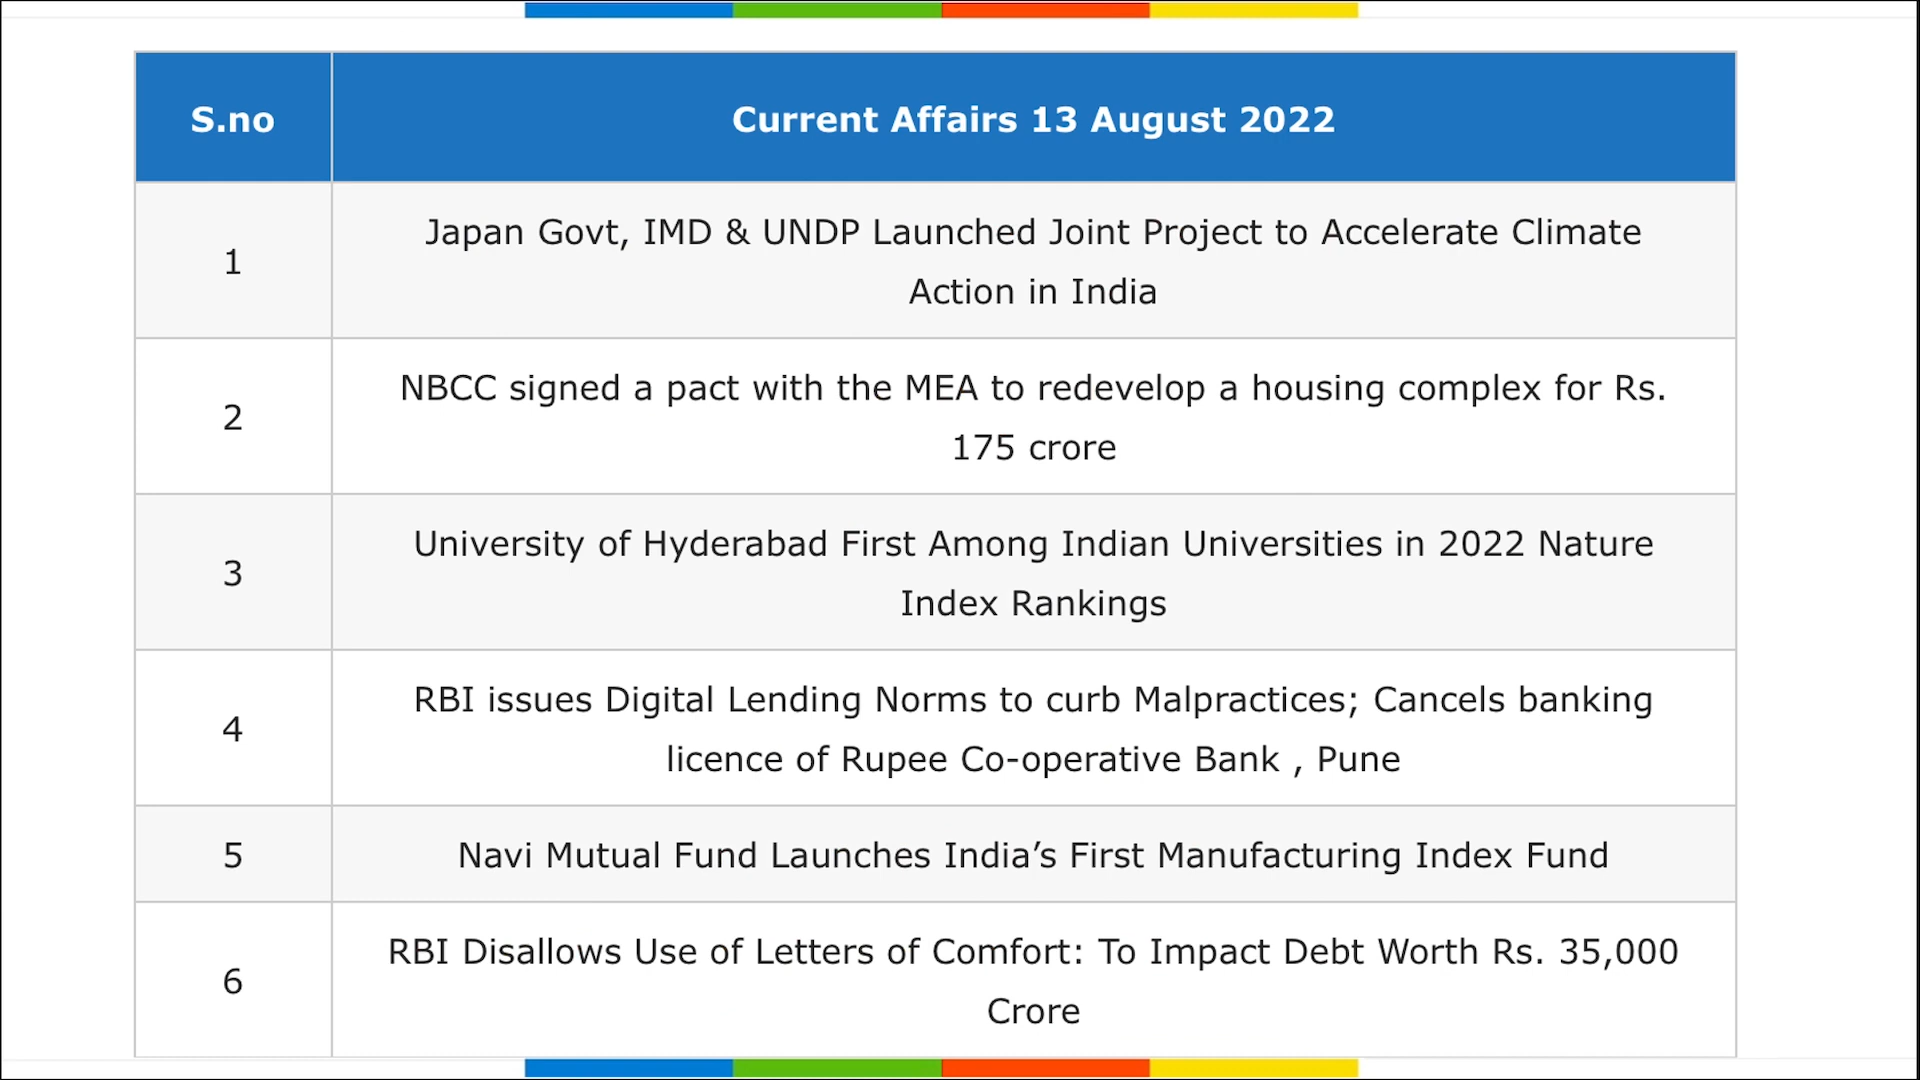 S.no
Current Affairs 13 August 2022
1
Japan Govt, IMD & UNDP Launched Joint Project to Accelerate Climate
Action in India
2
NBCC signed a pact with the MEA to redevelop a housing complex for Rs.
175 crore
3
University of Hyderabad First Among Indian Universities in 2022 Nature
Index Rankings
4
RBI issues Digital Lending Norms to curb Malpractices; Cancels banking
licence of Rupee Co-operative Bank , Pune
5
Navi Mutual Fund Launches India’s First Manufacturing Index Fund
6
RBI Disallows Use of Letters of Comfort: To Impact Debt Worth Rs. 35,000
Crore